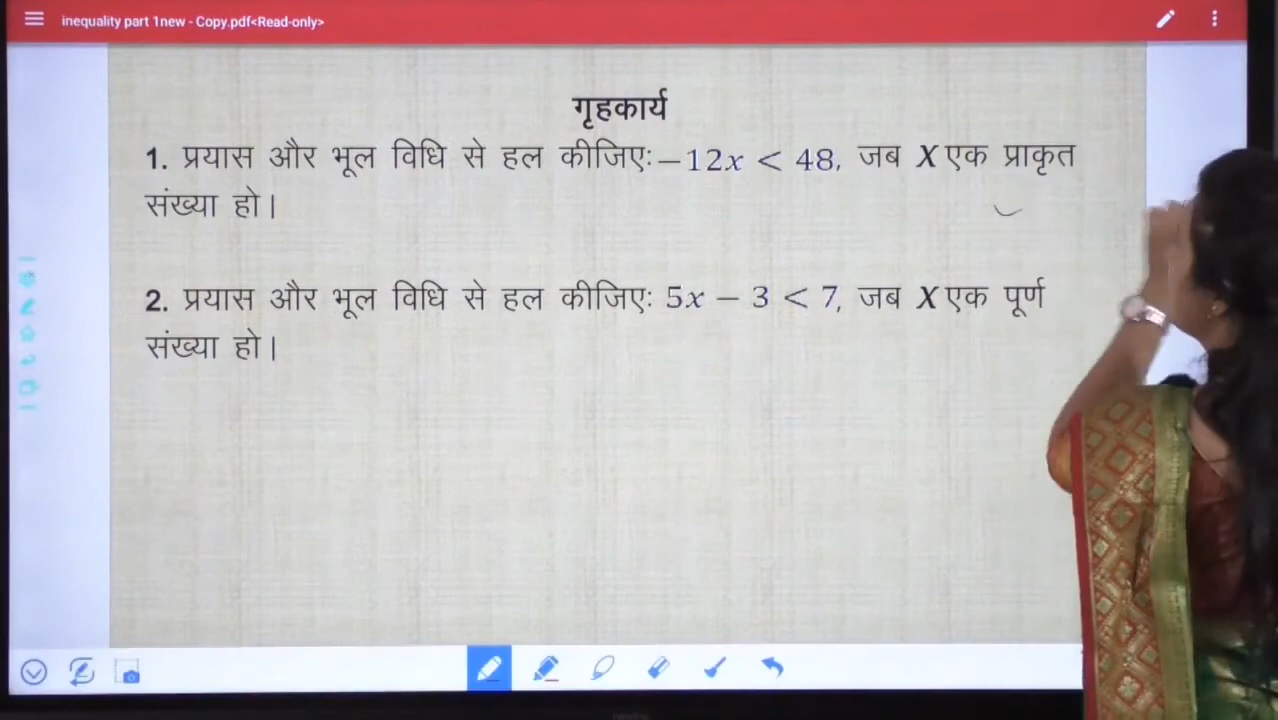 inequality part 1new - Copy.pdf<Read-only>
गृहकार्य
1. प्रयास और भूल विधि से हल कीजिए: −12x < 48, जब X एक प्राकृत
संख्या हो।
2. प्रयास और भूल विधि से हल कीजिए: 5x − 3 < 7, जब X एक पूर्ण
संख्या हो।